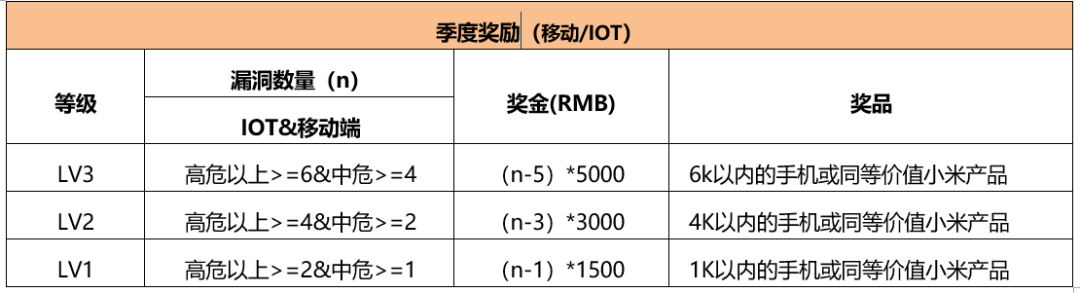 季度奖励（移动/IOT）
等级 漏洞数量（n） 奖金(RMB) 奖品
IOT&移动端
LV3 高危以上>=6&中危>=4 （n-5）*5000 6k以内的手机或同等价值小米产品
LV2 高危以上>=4&中危>=2 （n-3）*3000 4K以内的手机或同等价值小米产品
LV1 高危以上>=2&中危>=1 （n-1）*1500 1K以内的手机或同等价值小米产品